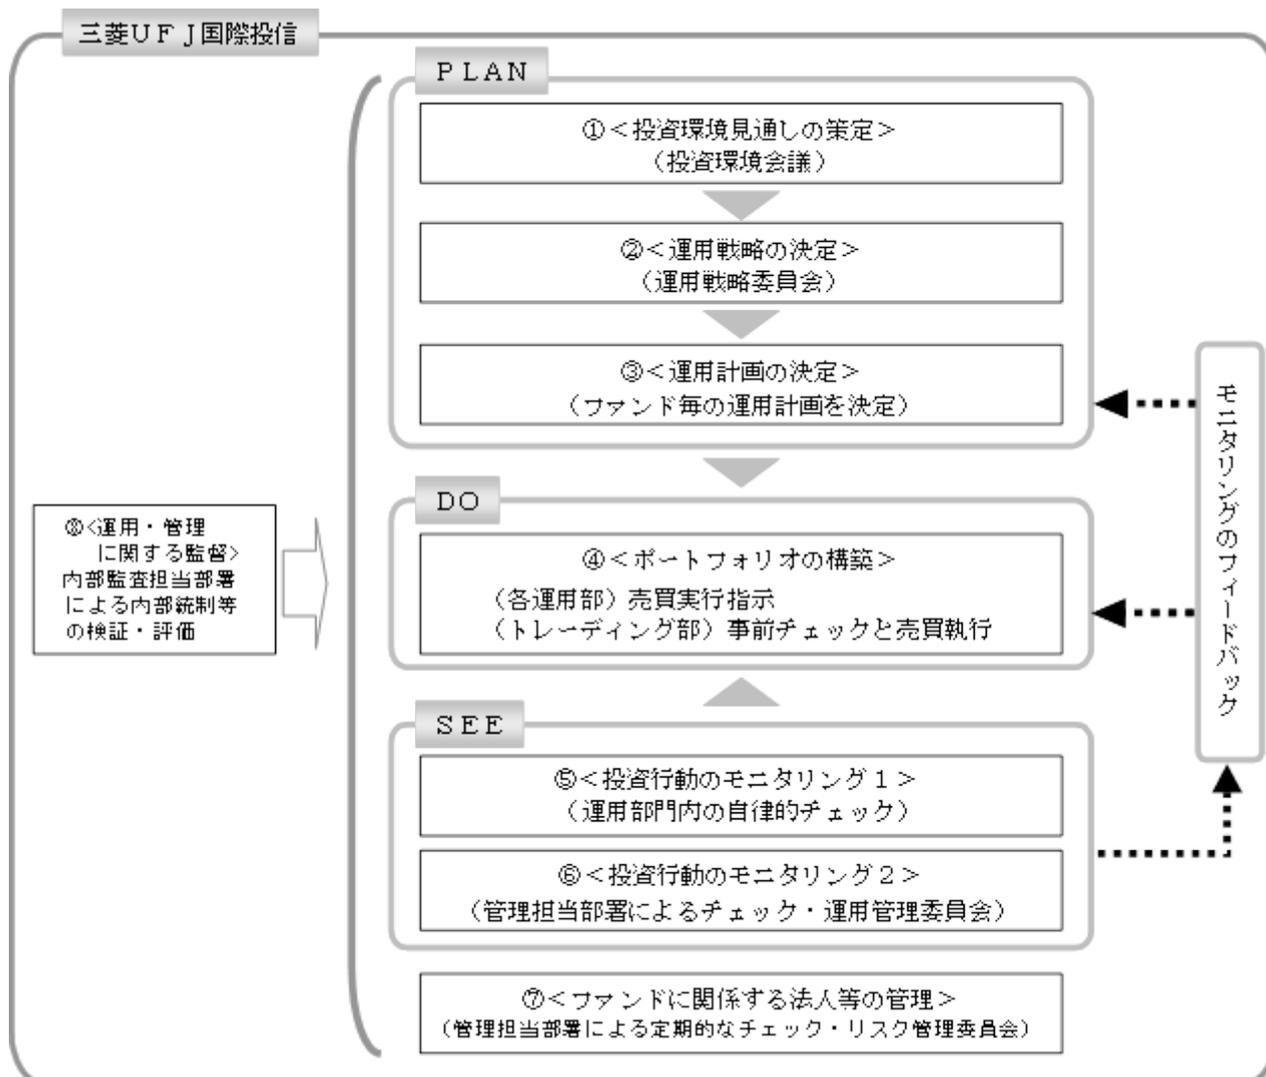 三菱ＵＦＪ国際投信
ＰＬＡＮ
①＜投資環境見通しの策定＞
（投資環境会議）
②＜運用戦略の決定＞
（運用戦略委員会）
③＜運用計画の決定＞
（ファンド毎の運用計画を決定）
ＤＯ
④＜ポートフォリオの構築＞
（各運用部）売買実行指示
（トレーディング部）事前チェックと売買執行
ＳＥＥ
⑤＜投資行動のモニタリング１＞
（運用部門内の自律的チェック）
⑥＜投資行動のモニタリング２＞
（管理担当部署によるチェック・運用管理委員会）
⑦＜ファンドに関係する法人等の管理＞
（管理担当部署による定期的なチェック・リスク管理委員会）
⑧<運用・管理
に関する監督>
内部監査担当部署
による内部統制等
の検証・評価
モニタリングのフィードバック